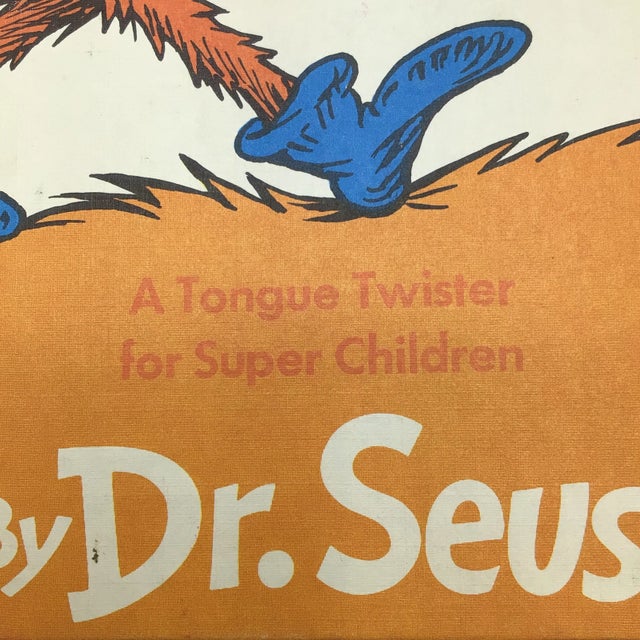 A Tongue Twister
for Super Children
By Dr. Seus